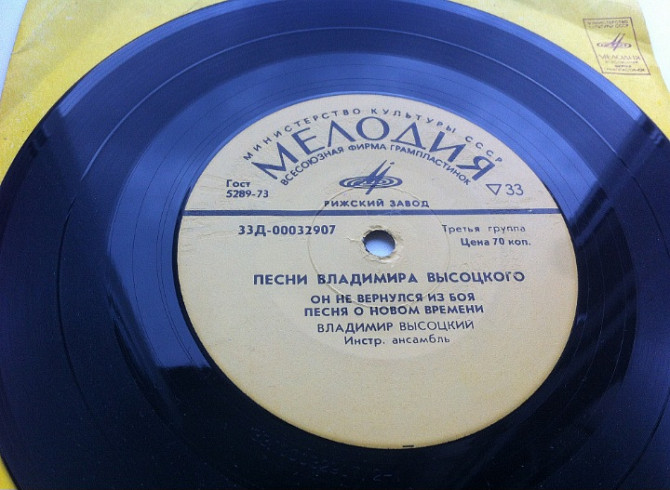 МИНИСТЕРСТВО КУЛЬТУРЫ СССР
МЕЛОДИЯ
ВСЕСОЮЗНАЯ ФИРМА ГРАМПЛАСТИНОК
Гост
5289-73
▽33
РИЖСКИЙ ЗАВОД
33Д-00032907
Третья группа
Цена 70 коп.
ПЕСНИ ВЛАДИМИРА ВЫСОЦКОГО
ОН НЕ ВЕРНУЛСЯ ИЗ БОЯ
ПЕСНЯ О НОВОМ ВРЕМЕНИ
ВЛАДИМИР ВЫСОЦКИЙ
Инстр. ансамбль
МЕЛОДИЯ